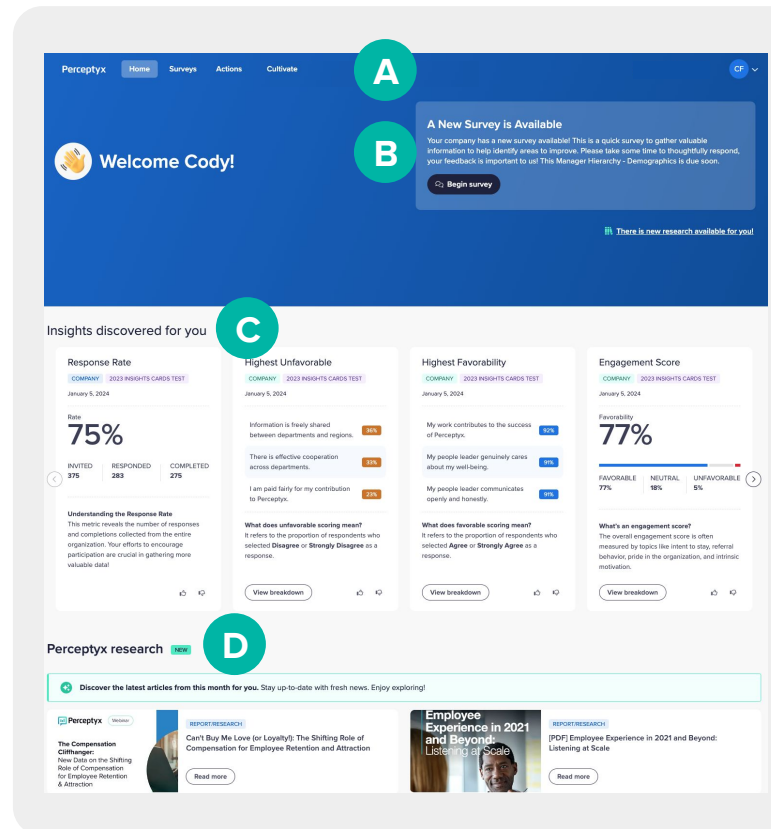 Perceptyx Home Surveys Actions Cultivate A CF
B
Welcome Cody!
A New Survey is Available
Your company has a new survey available! This is a quick survey to gather valuable
information to help identify areas to improve. Please take some time to thoughtfully respond,
your feedback is important to us! This Manager Hierarchy - Demographics is due soon.
Begin survey
There is new research available for you!
Insights discovered for you
C
Response Rate
COMPANY 2023 INSIGHTS CARDS TEST
January 5, 2024
Rate
75%
INVITED RESPONDED COMPLETED
375 283 275
Understanding the Response Rate
This metric reveals the number of responses
and completions collected from the entire
organization. Your efforts to encourage
participation are crucial in gathering more
valuable data!
Highest Unfavorable
COMPANY 2023 INSIGHTS CARDS TEST
January 5, 2024
Information is freely shared
between departments and regions.
36%
There is effective cooperation
across departments.
33%
I am paid fairly for my contribution
to Perceptyx.
23%
What does unfavorable scoring mean?
It refers to the proportion of respondents who
selected Disagree or Strongly Disagree as a
response.
View breakdown
Highest Favorability
COMPANY 2023 INSIGHTS CARDS TEST
January 5, 2024
My work contributes to the success
of Perceptyx.
92%
My people leader genuinely cares
about my well-being.
91%
My people leader communicates
openly and honestly.
91%
What does favorable scoring mean?
It refers to the proportion of respondents who
selected Agree or Strongly Agree as a
response.
View breakdown
Engagement Score
COMPANY 2023 INSIGHTS CARDS TEST
January 5, 2024
Favorability
77%
FAVORABLE NEUTRAL UNFAVORABLE
77% 18% 5%
What's an engagement score?
The overall engagement score is often
measured by topics like intent to stay, referral
behavior, pride in the organization, and intrinsic
motivation.
View breakdown
Perceptyx research NEW
D
Discover the latest articles from this month for you. Stay up-to-date with fresh news. Enjoy exploring!
Perceptyx Webinar
The Compensation
Cliffhanger:
New Data on the Shifting
Role of Compensation
for Employee Retention
& Attraction
REPORT/RESEARCH
Can't Buy Me Love (or Loyalty!): The Shifting Role of
Compensation for Employee Retention and Attraction
Read more
Employee
Experience in 2021
and Beyond:
Listening at Scale
REPORT/RESEARCH
[PDF] Employee Experience in 2021 and Beyond:
Listening at Scale
Read more